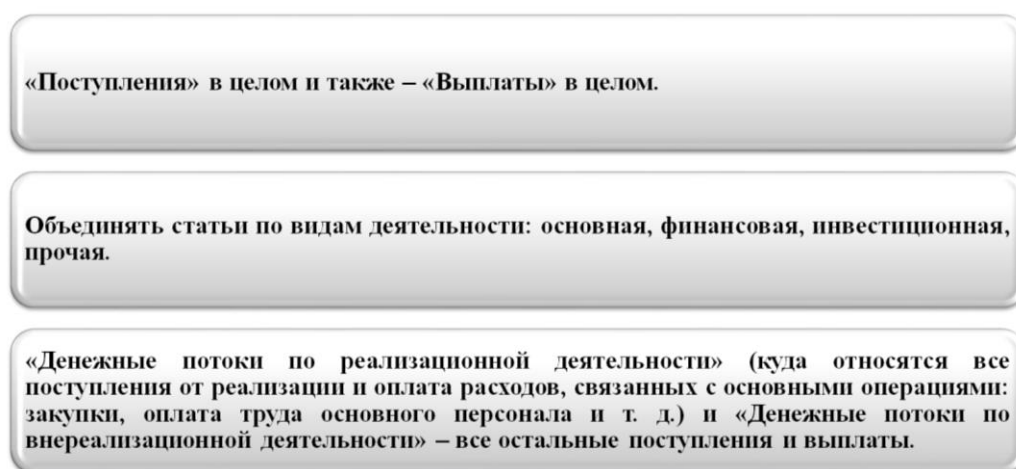 «Поступления» в целом и также – «Выплаты» в целом.
Объединять статьи по видам деятельности: основная, финансовая, инвестиционная,
прочая.
«Денежные потоки по реализационной деятельности» (куда относятся все
поступления от реализации и оплата расходов, связанных с основными операциями:
закупки, оплата труда основного персонала и т. д.) и «Денежные потоки по
внереализационной деятельности» – все остальные поступления и выплаты.